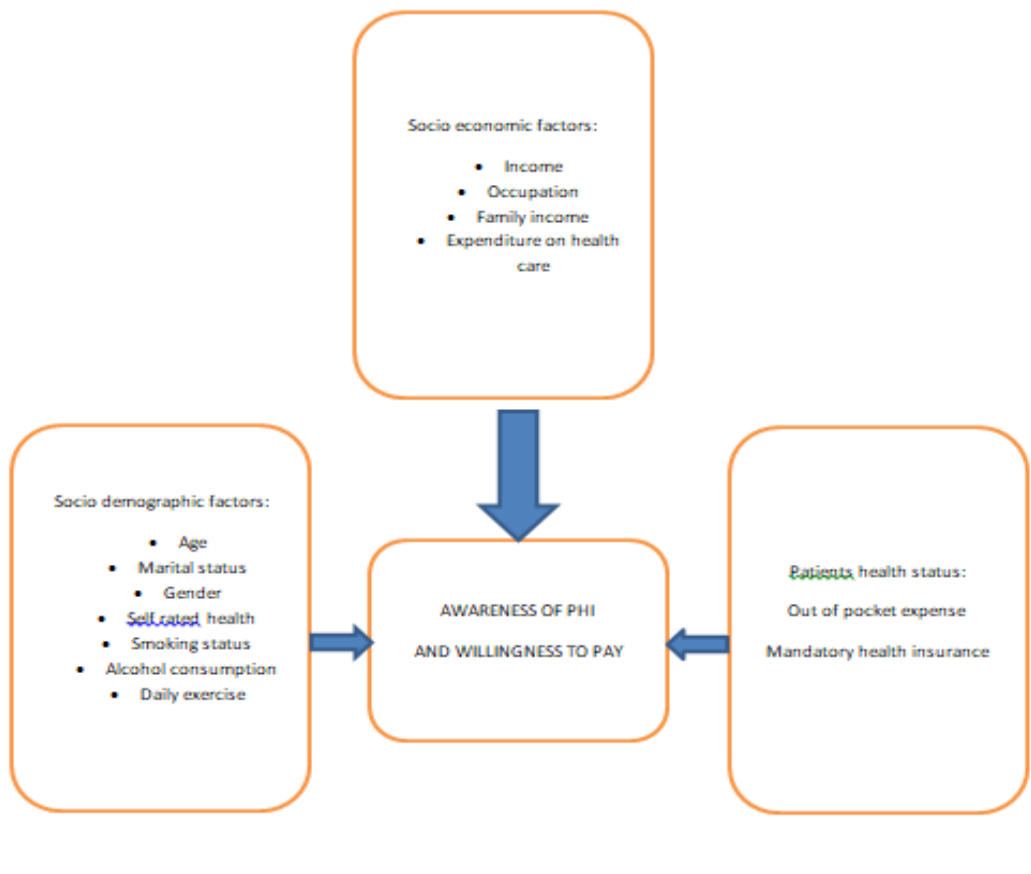 Socio economic factors:
• Income
• Occupation
• Family income
• Expenditure on health
care
Socio demographic factors:
• Age
• Marital status
• Gender
• Self rated health
• Smoking status
• Alcohol consumption
• Daily exercise
AWARENESS OF PHI
AND WILLINGNESS TO PAY
Patients health status:
Out of pocket expense
Mandatory health insurance